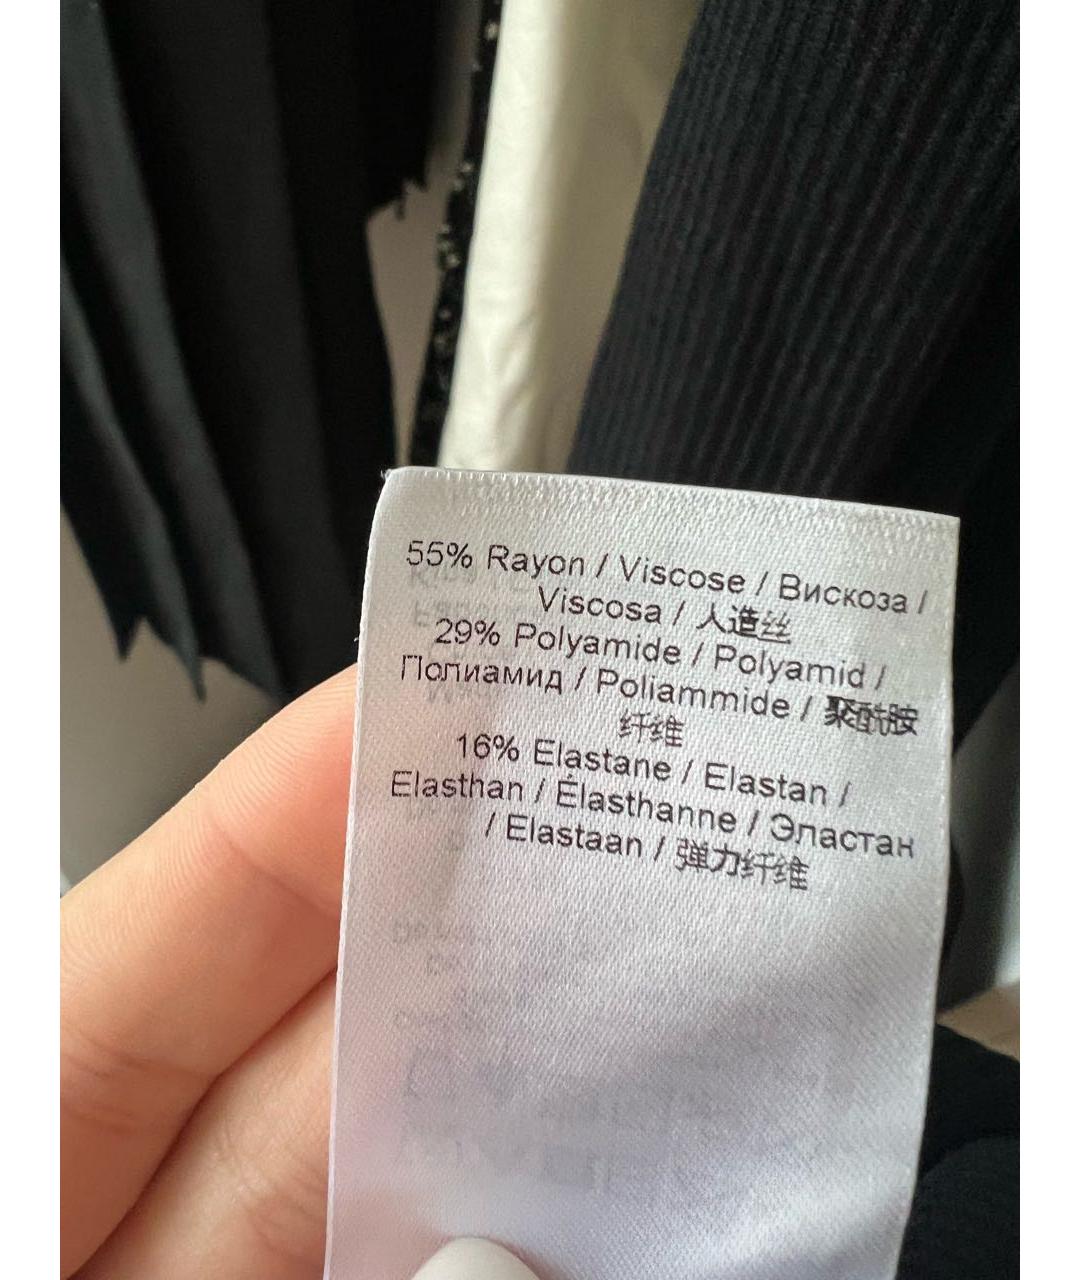 55% Rayon / Viscose / Вискоза /
Viscosa / 人造丝
29% Polyamide / Polyamid /
Полиамид / Poliammide / 聚酰胺
纤维
16% Elastane / Elastan /
Elasthan / Élasthanne / Эластан
/ Elastaan / 弹力纤维